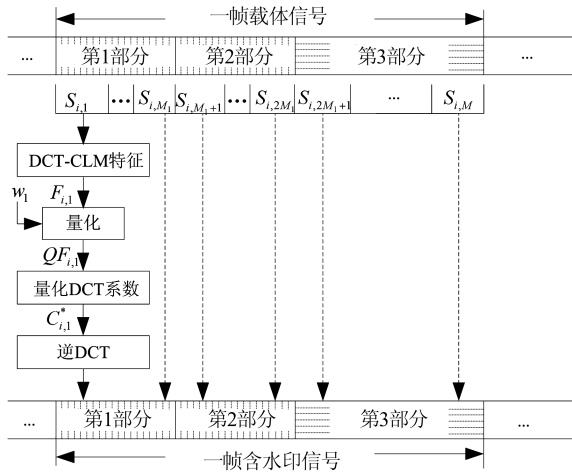 一帧载体信号
... 第1部分 第2部分 第3部分 ...
S_{i,1} ... S_{i,M_1} S_{i,M_1+1} ... S_{i,2M_1} S_{i,2M_1+1} ... S_{i,M}
DCT-CLM特征
w_1 F_{i,1}
量化
QF_{i,1}
量化DCT系数
C^*_{i,1}
逆DCT
... 第1部分 第2部分 第3部分 ...
一帧含水印信号